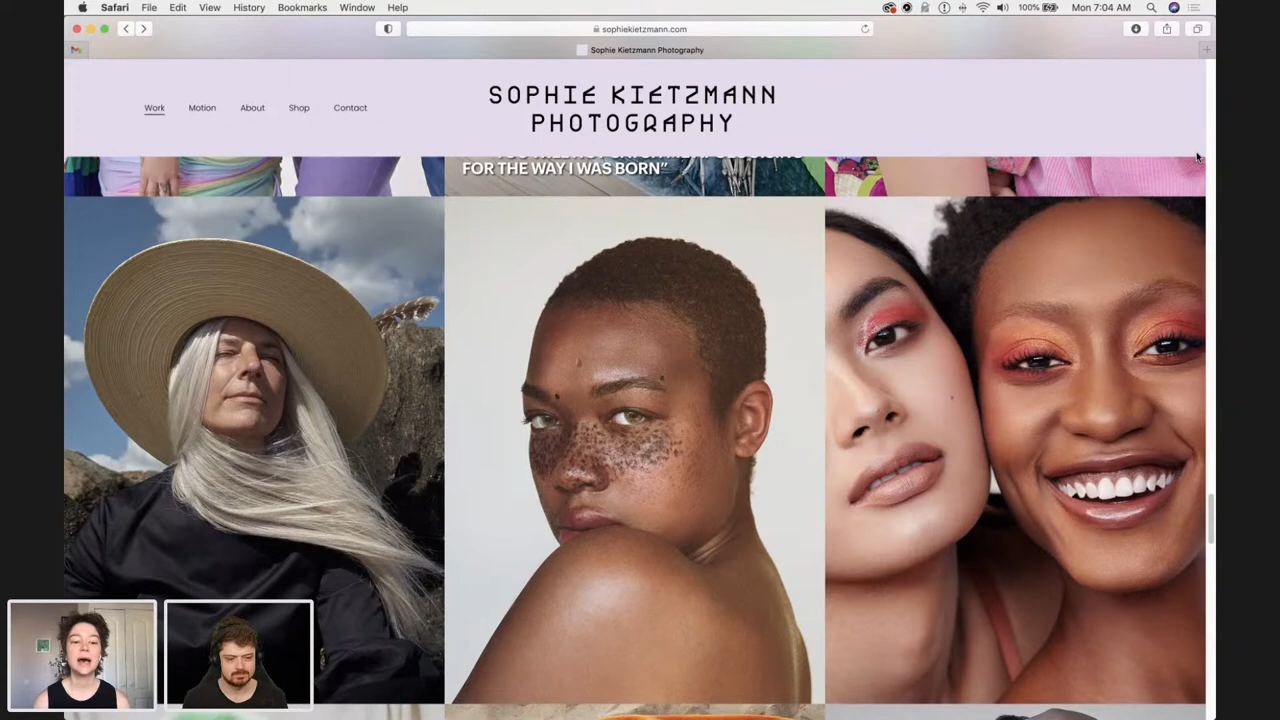 Safari File Edit View History Bookmarks Window Help
100% Mon 7:04 AM
sophiekietzmann.com
Sophie Kietzmann Photography
Work Motion About Shop Contact
SOPHIE KIETZMANN
PHOTOGRAPHY
FOR THE WAY I WAS BORN”